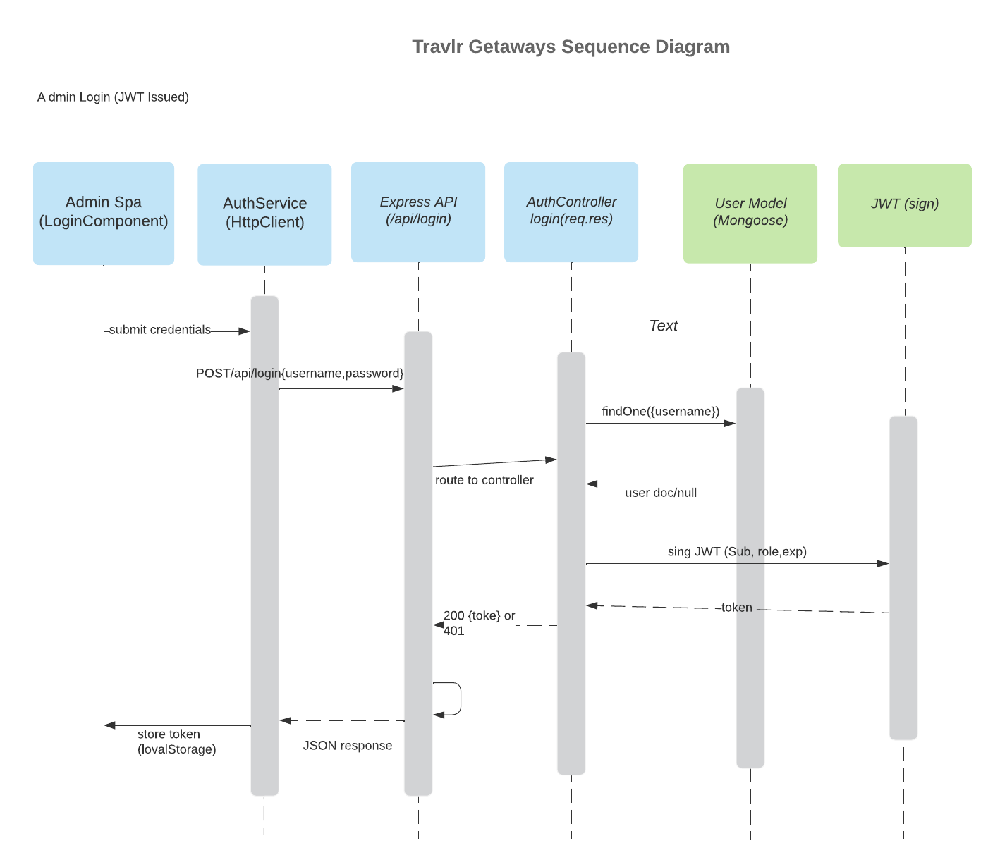 Travlr Getaways Sequence Diagram
A dmin Login (JWT Issued)
Admin Spa
(LoginComponent)
AuthService
(HttpClient)
Express API
(/api/login)
AuthController
login(req.res)
User Model
(Mongoose)
JWT (sign)
Text
submit credentials
POST/api/login{username,password}
findOne({username})
route to controller
user doc/null
sing JWT (Sub, role,exp)
token
200 {toke} or
401
store token
(lovalStorage)
JSON response